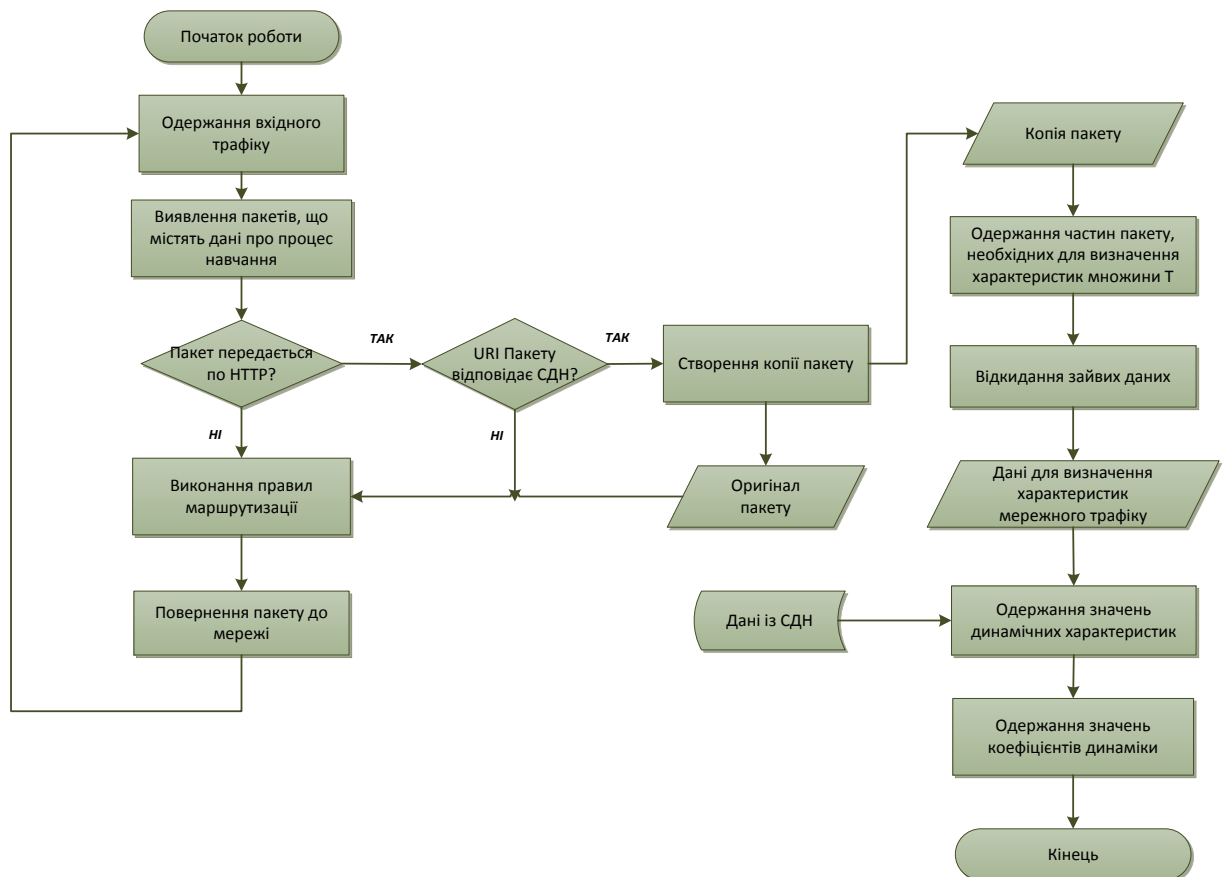 Початок роботи
Одержання вхідного
трафіку
Виявлення пакетів, що
містять дані про процес
навчання
Пакет передається
по HTTP?
ТАК
НІ
URI Пакету
відповідає СДН?
ТАК
НІ
Створення копії пакету
Оригінал
пакету
Виконання правил
маршрутизації
Повернення пакету до
мережі
Копія пакету
Одержання частин пакету,
необхідних для визначення
характеристик множини Т
Відкидання зайвих даних
Дані для визначення
характеристик
мережного трафіку
Дані із СДН
Одержання значень
динамічних характеристик
Одержання значень
коефіцієнтів динаміки
Кінець